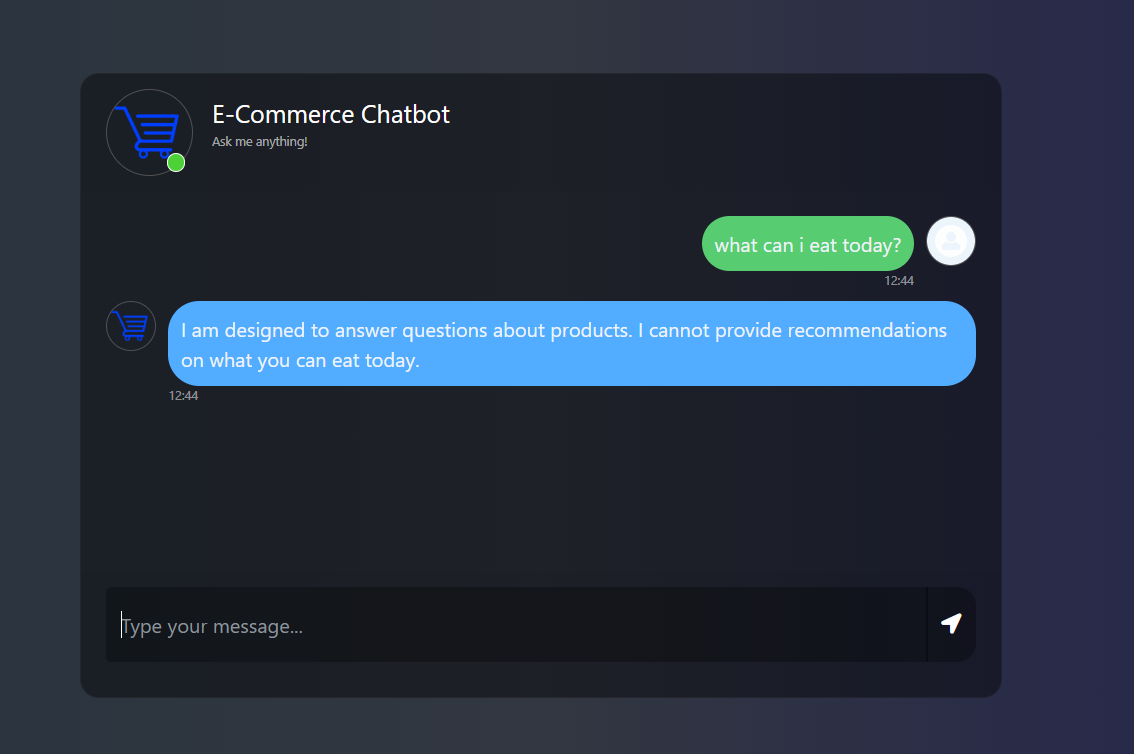 E-Commerce Chatbot
Ask me anything!
what can i eat today?
12:44
I am designed to answer questions about products. I cannot provide recommendations
on what you can eat today.
12:44
Type your message...